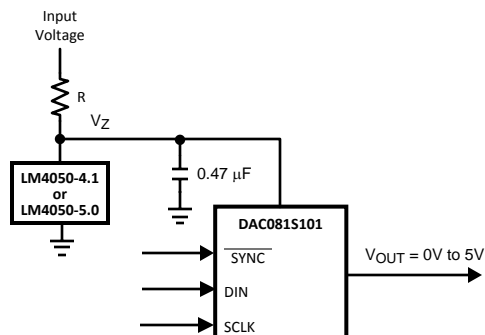 Input
Voltage
R
VZ
LM4050-4.1
or
LM4050-5.0
0.47 μF
DAC081S101
SYNC
DIN
SCLK
VOUT = 0V to 5V